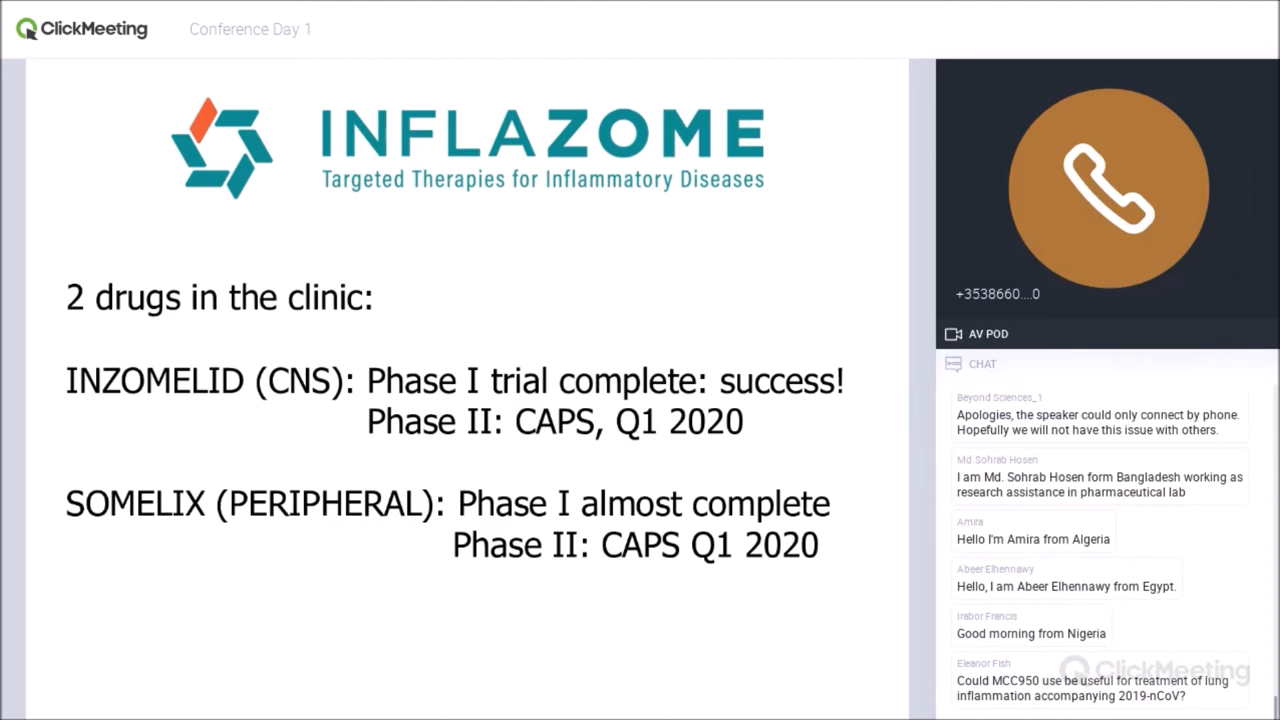 ClickMeeting
Conference Day 1
INFLAZOME
Targeted Therapies for Inflammatory Diseases
2 drugs in the clinic:
INZOMELID (CNS): Phase I trial complete: success!
Phase II: CAPS, Q1 2020
SOMELIX (PERIPHERAL): Phase I almost complete
Phase II: CAPS Q1 2020
+3538660....0
AV POD
CHAT
Beyond Sciences_1
Apologies, the speaker could only connect by phone.
Hopefully we will not have this issue with others.
Md.Sohrab Hosen
I am Md. Sohrab Hosen form Bangladesh working as
research assistance in pharmaceutical lab
Amira
Hello I'm Amira from Algeria
Abeer Elhennawy
Hello, I am Abeer Elhennawy from Egypt.
Irabor Francis
Good morning from Nigeria
Eleanor Fish
Could MCC950 use be useful for treatment of lung
inflammation accompanying 2019-nCoV?
ClickMeeting